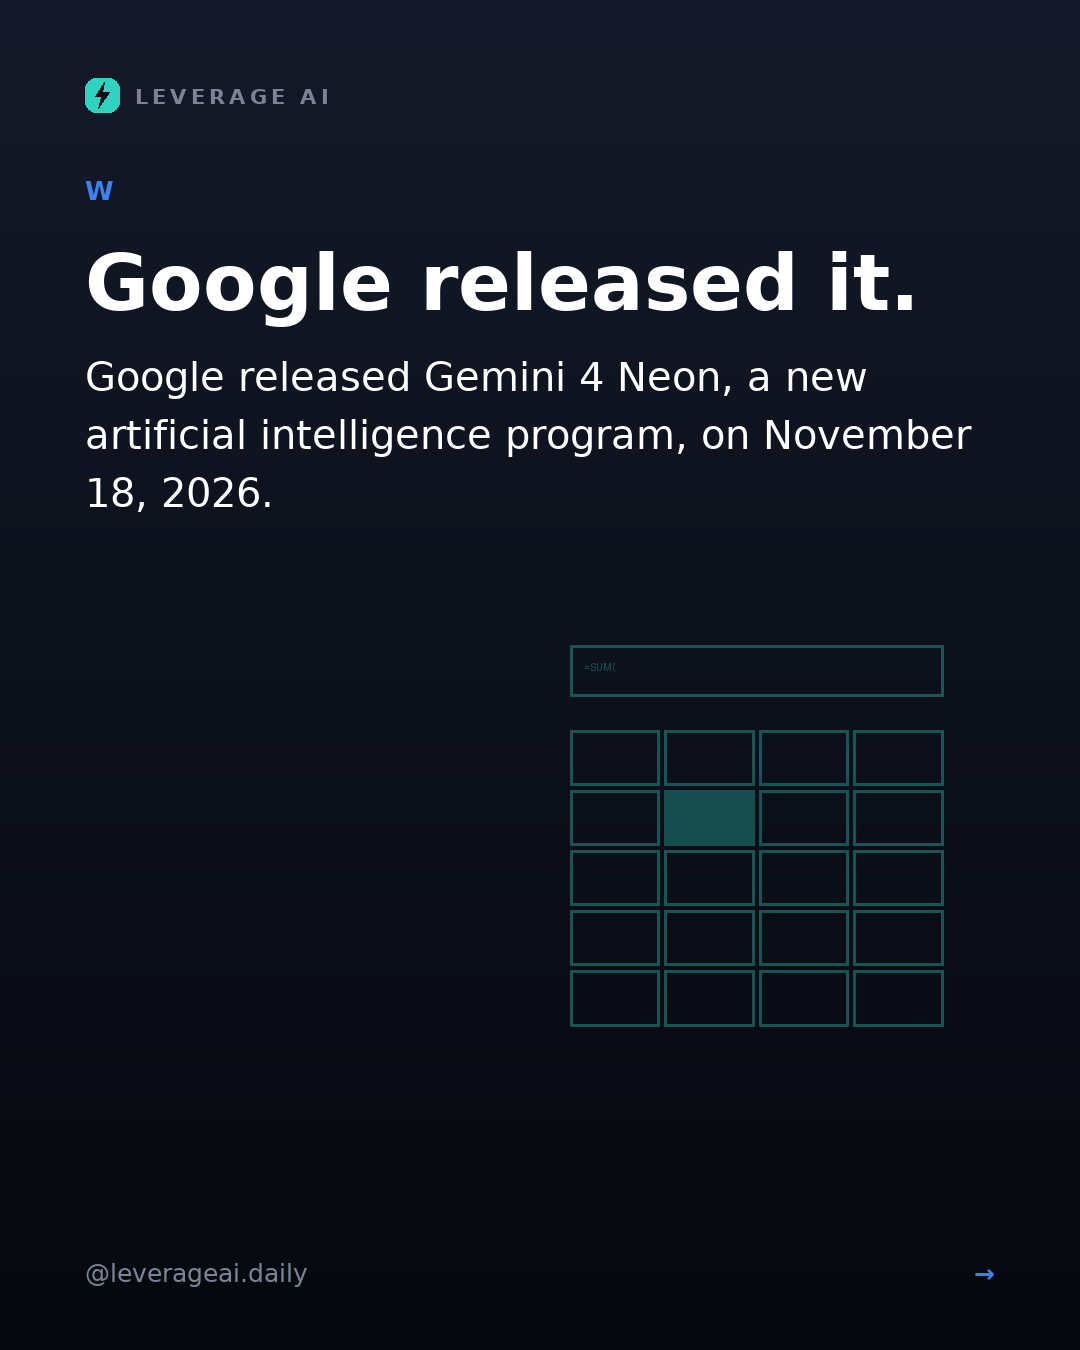 LEVERAGE AI
W
Google released it.
Google released Gemini 4 Neon, a new
artificial intelligence program, on November
18, 2026.
=SUM(
@leverageai.daily
→